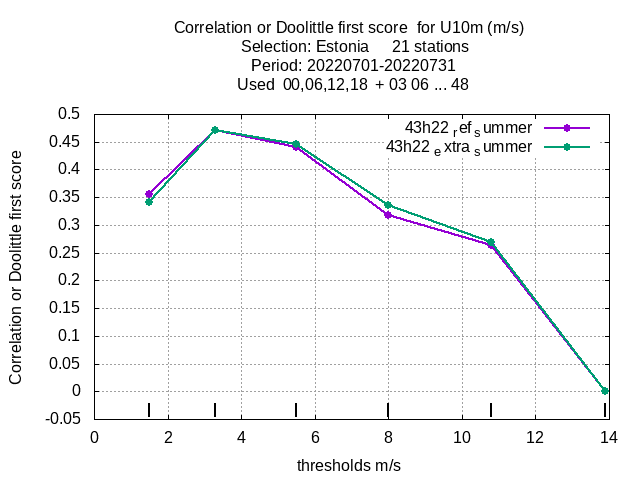 Correlation or Doolittle first score  for U10m (m/s)
Selection: Estonia     21 stations
Period: 20220701-20220731
Used  00,06,12,18  + 03 06 ... 48
43h22 ref summer
43h22 extra summer
Correlation or Doolittle first score
0.5
0.45
0.4
0.35
0.3
0.25
0.2
0.15
0.1
0.05
0
-0.05
0 2 4 6 8 10 12 14
thresholds m/s